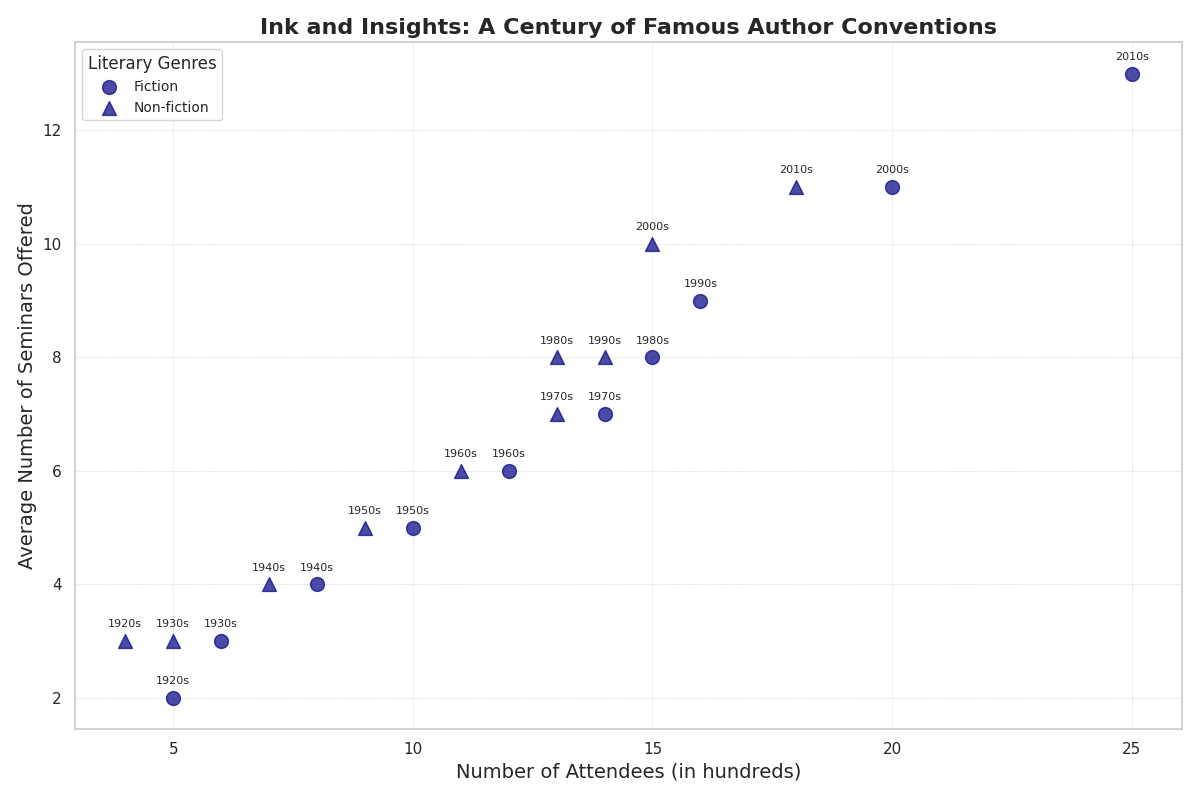 Ink and Insights: A Century of Famous Author Conventions
Literary Genres
Fiction
Non-fiction
2010s
12
2010s
2000s
2000s
10
1990s
1980s
1990s
1980s
8
1970s
1970s
1960s
1960s
6
1950s
1950s
1940s
1940s
4
1920s
1930s
1930s
1920s
2
Average Number of Seminars Offered
5
10
15
20
25
Number of Attendees (in hundreds)